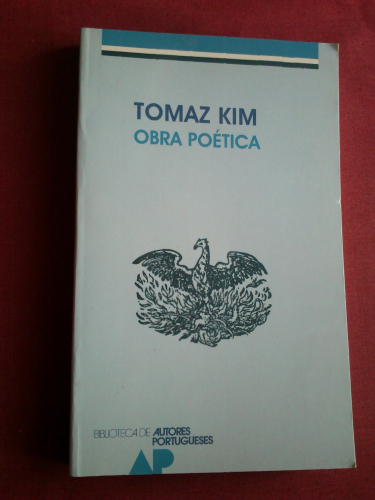 TOMAZ KIM
OBRA POÉTICA
BIBLIOTECA DE AUTORES
PORTUGUESES
AP